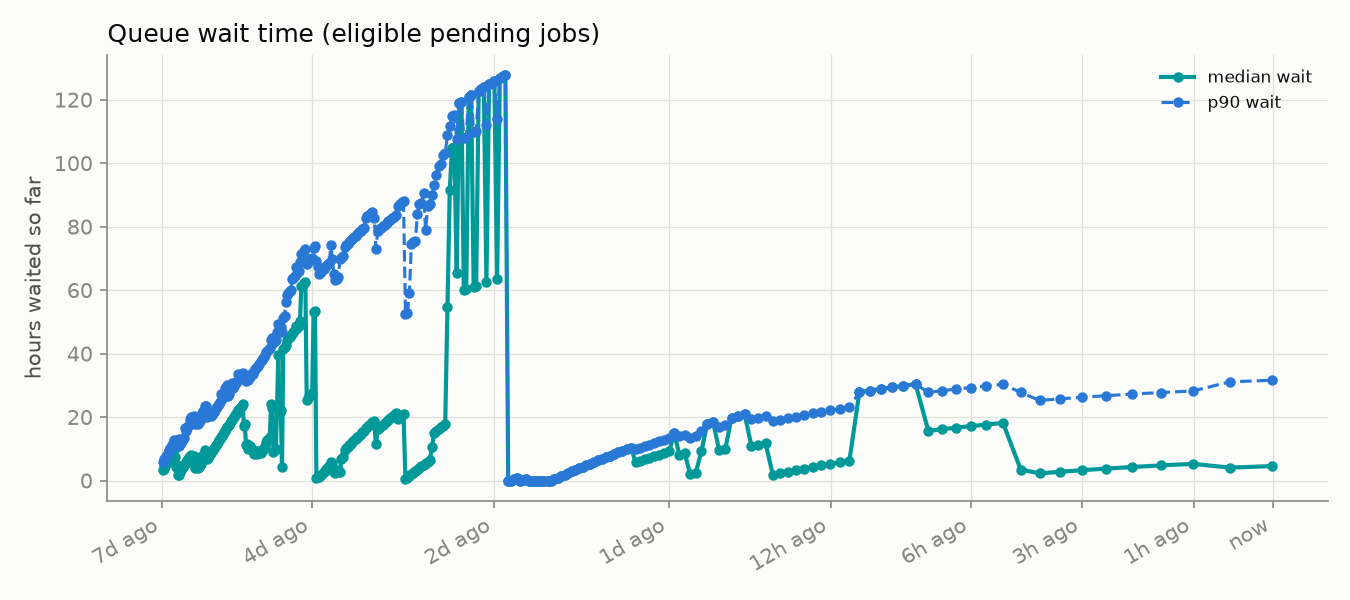 Queue wait time (eligible pending jobs)
median wait
p90 wait
hours waited so far
120
100
80
60
40
20
0
7d ago
4d ago
2d ago
1d ago
12h ago
6h ago
3h ago
1h ago
now